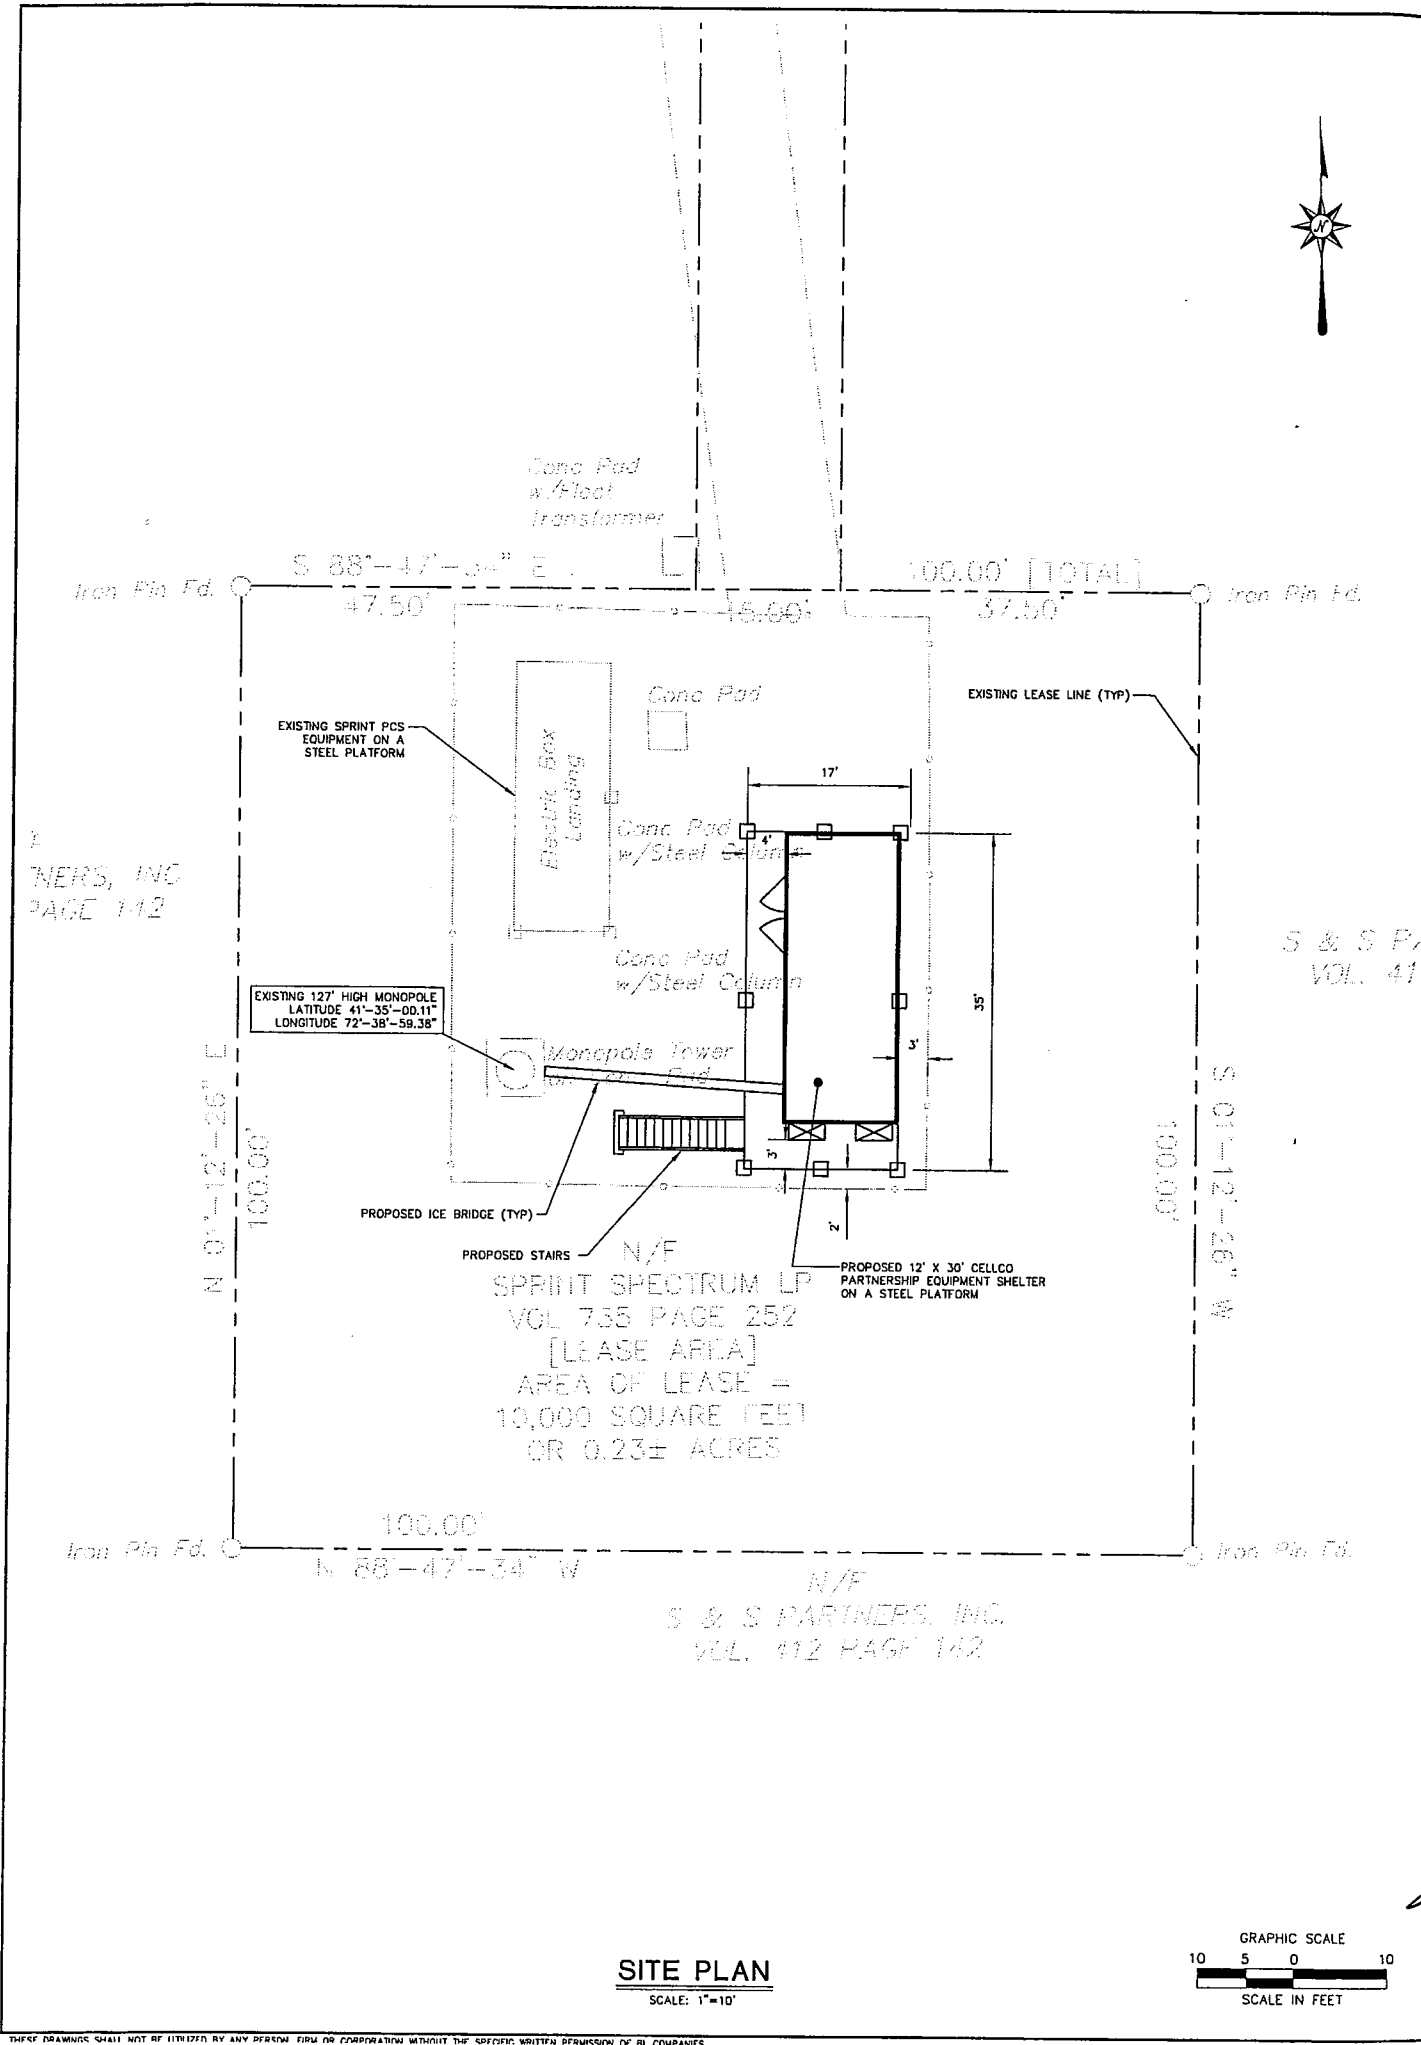 N
Conc Pad
w/Elect
Transformer
S 88°-47'-34" E
100.00' [TOTAL]
Iron Pin Fd.
Iron Pin Fd.
47.50'
15.00'
37.50'
Conc Pad
EXISTING LEASE LINE (TYP)
EXISTING SPRINT PCS
EQUIPMENT ON A
STEEL PLATFORM
Electric Box
Landing
17'
4'
Conc Pad
w/Steel Column
NERS, INC
PAGE 142
S & S PA
VOL. 41
Conc Pad
w/Steel Column
35'
EXISTING 127' HIGH MONOPOLE
LATITUDE 41°-35'-00.11"
LONGITUDE 72°-38'-59.38"
Monopole Tower
Pad
3'
N 01°-12'-26" E
100.00'
S 01°-12'-26" W
100.00'
3'
2'
PROPOSED ICE BRIDGE (TYP)
PROPOSED STAIRS
PROPOSED 12' X 30' CELLCO
PARTNERSHIP EQUIPMENT SHELTER
ON A STEEL PLATFORM
N/F
SPRINT SPECTRUM LP
VOL 735 PAGE 252
[LEASE AREA]
AREA OF LEASE =
10,000 SQUARE FEET
OR 0.23± ACRES
100.00'
Iron Pin Fd.
Iron Pin Fd.
N 88°-47'-34" W
N/F
S & S PARTNERS, INC.
VOL. 412 PAGE 142
SITE PLAN
SCALE: 1"=10'
GRAPHIC SCALE
10 5 0 10
SCALE IN FEET
THESE DRAWINGS SHALL NOT BE UTILIZED BY ANY PERSON, FIRM OR CORPORATION WITHOUT THE SPECIFIC WRITTEN PERMISSION OF BL COMPANIES